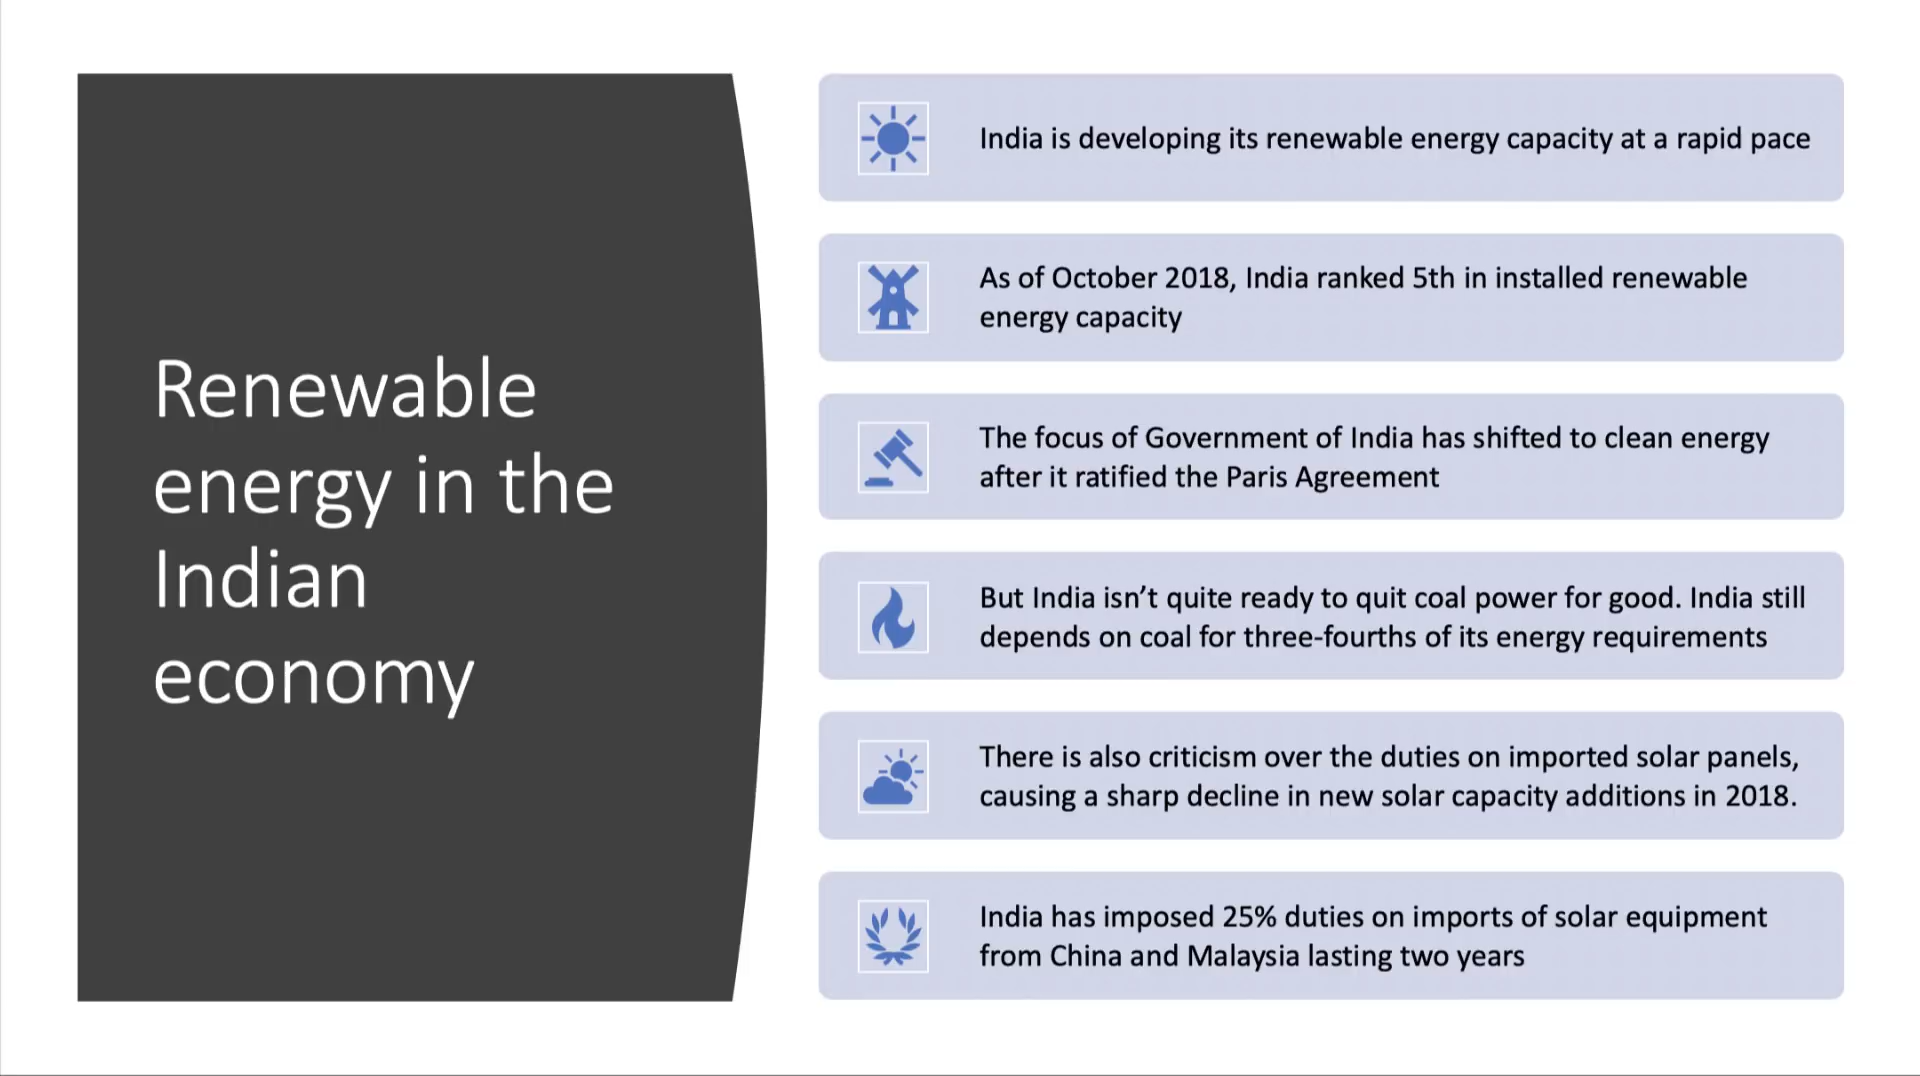 Renewable
energy in the
Indian
economy
India is developing its renewable energy capacity at a rapid pace
As of October 2018, India ranked 5th in installed renewable
energy capacity
The focus of Government of India has shifted to clean energy
after it ratified the Paris Agreement
But India isn’t quite ready to quit coal power for good. India still
depends on coal for three-fourths of its energy requirements
There is also criticism over the duties on imported solar panels,
causing a sharp decline in new solar capacity additions in 2018.
India has imposed 25% duties on imports of solar equipment
from China and Malaysia lasting two years